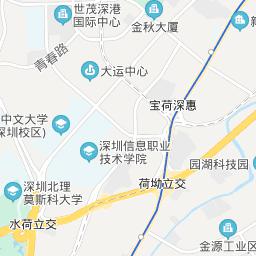 世茂深港
国际中心
金秋大厦
新
青春路
大运中心
宝荷深惠
中文大学
深圳校区)
深圳信息职业
技术学院
园湖科技园
荷坳立交
深圳北理
莫斯科大学
水荷立交
金源工业区